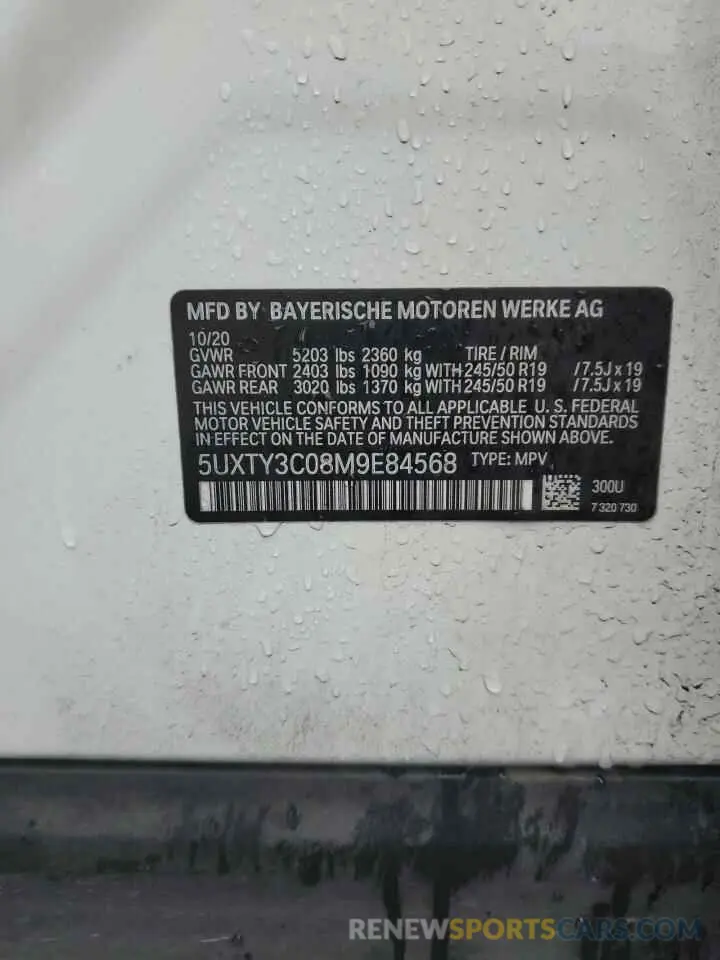 MFD BY BAYERISCHE MOTOREN WERKE AG
10/20
GVWR 5203 lbs 2360 kg TIRE / RIM
GAWR FRONT 2403 lbs 1090 kg WITH 245/50 R19 /7.5J x 19
GAWR REAR 3020 lbs 1370 kg WITH 245/50 R19 /7.5J x 19
THIS VEHICLE CONFORMS TO ALL APPLICABLE U. S. FEDERAL
MOTOR VEHICLE SAFETY AND THEFT PREVENTION STANDARDS
IN EFFECT ON THE DATE OF MANUFACTURE SHOWN ABOVE.
5UXTY3C08M9E84568 TYPE: MPV
300U
7 320 730
RENEWSPORTSCARS.COM